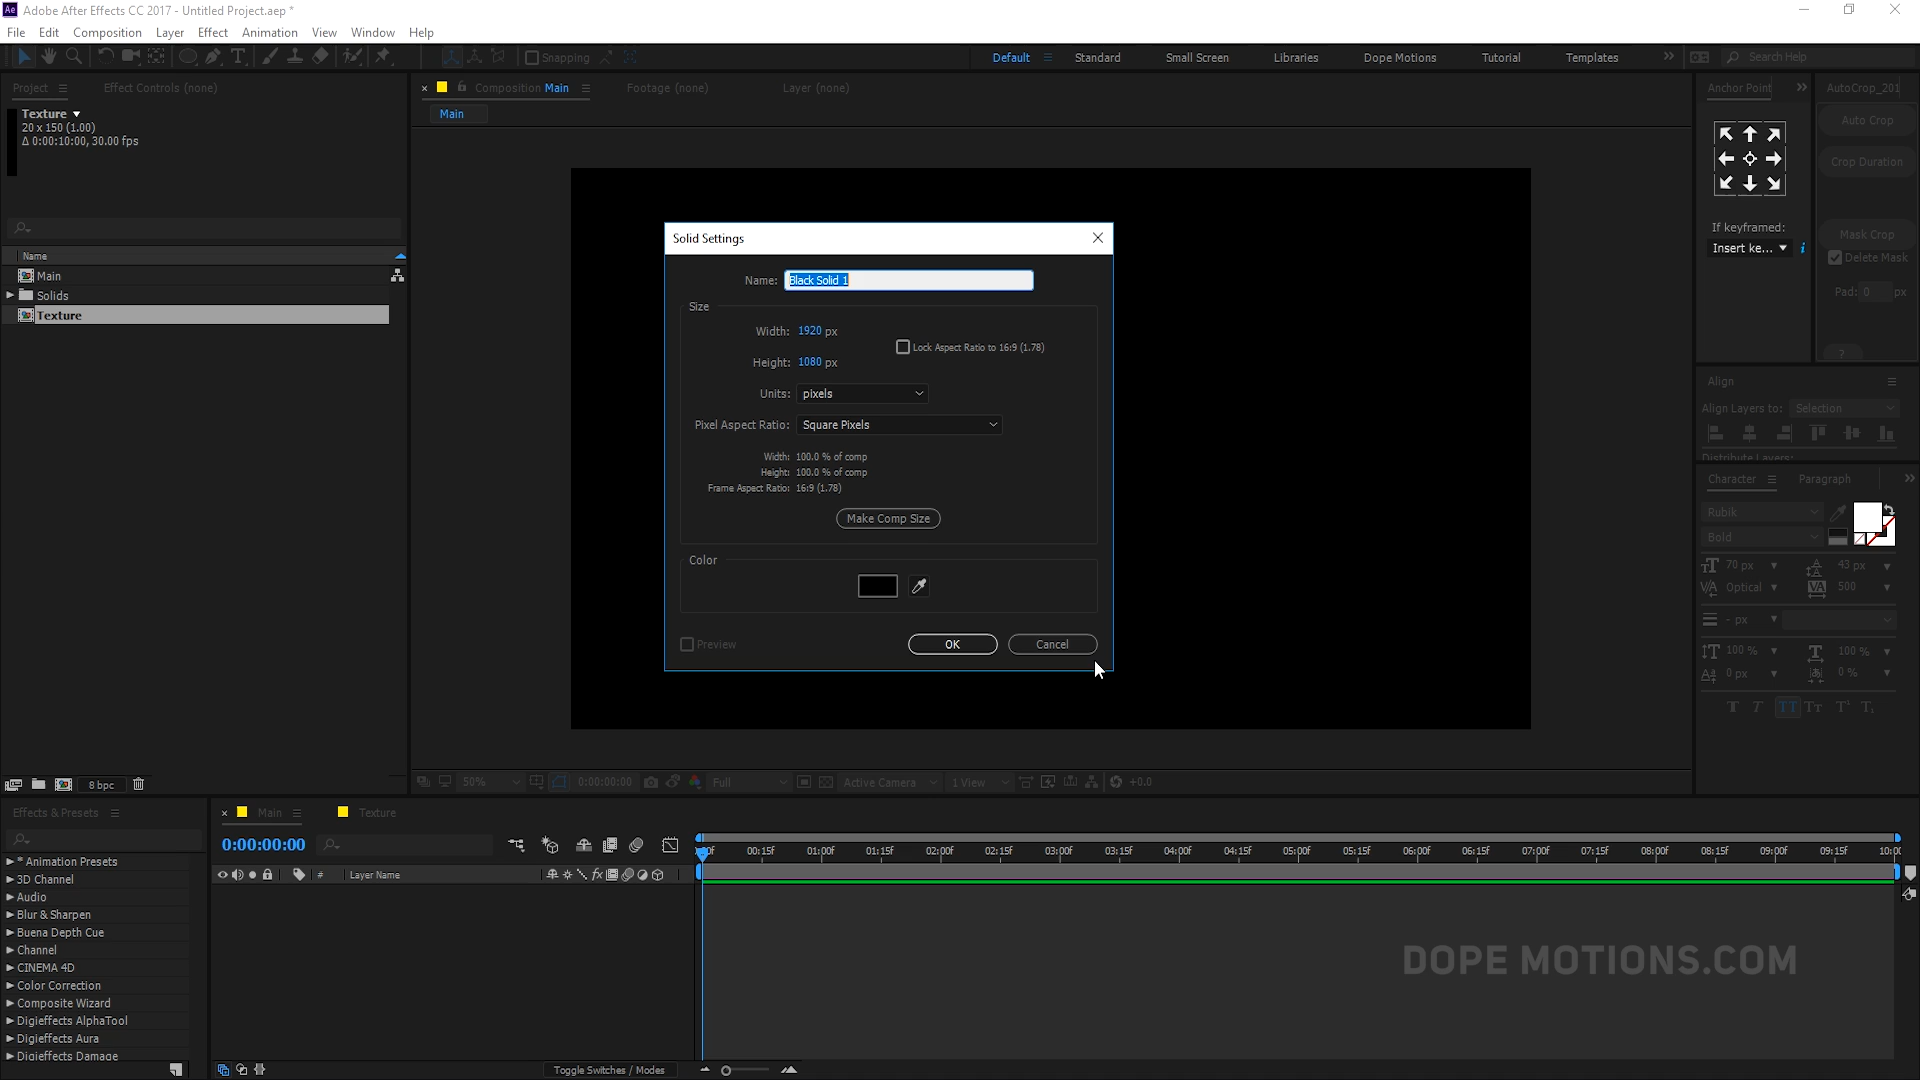 Ae Adobe After Effects CC 2017 - Untitled Project.aep *
File Edit Composition Layer Effect Animation View Window Help
Snapping
Default Standard Small Screen Libraries Dope Motions Tutorial Templates Search Help
Project Effect Controls (none)
Texture
20 x 150 (1.00)
Δ 0:00:10:00, 30.00 fps
Name
Main
Solids
Texture
8 bpc
Composition Main Footage (none) Layer (none)
Main
Solid Settings
Name: Black Solid 1
Size
Width: 1920 px
Lock Aspect Ratio to 16:9 (1.78)
Height: 1080 px
Units: pixels
Pixel Aspect Ratio: Square Pixels
Width: 100.0 % of comp
Height: 100.0 % of comp
Frame Aspect Ratio: 16:9 (1.78)
Make Comp Size
Color
Preview OK Cancel
50% 0:00:00:00 Full Active Camera 1 View +0.0
Anchor Point AutoCrop_201
Auto Crop
Crop Duration
If keyframed:
Insert ke...
Mask Crop
Delete Mask
Pad: 0 px
?
Align
Align Layers to: Selection
Distribute Layers:
Character Paragraph
Rubik
Bold
70 px 43 px
Optical 500
- px
100 % 100 %
0 px 0 %
Effects & Presets
* Animation Presets
3D Channel
Audio
Blur & Sharpen
Buena Depth Cue
Channel
CINEMA 4D
Color Correction
Composite Wizard
Digieffects AlphaTool
Digieffects Aura
Digieffects Damage
Main Texture
0:00:00:00
# Layer Name
00:15f 01:00f 01:15f 02:00f 02:15f 03:00f 03:15f 04:00f 04:15f 05:00f 05:15f 06:00f 06:15f 07:00f 07:15f 08:00f 08:15f 09:00f 09:15f 10:00
DOPE MOTIONS.COM
Toggle Switches / Modes